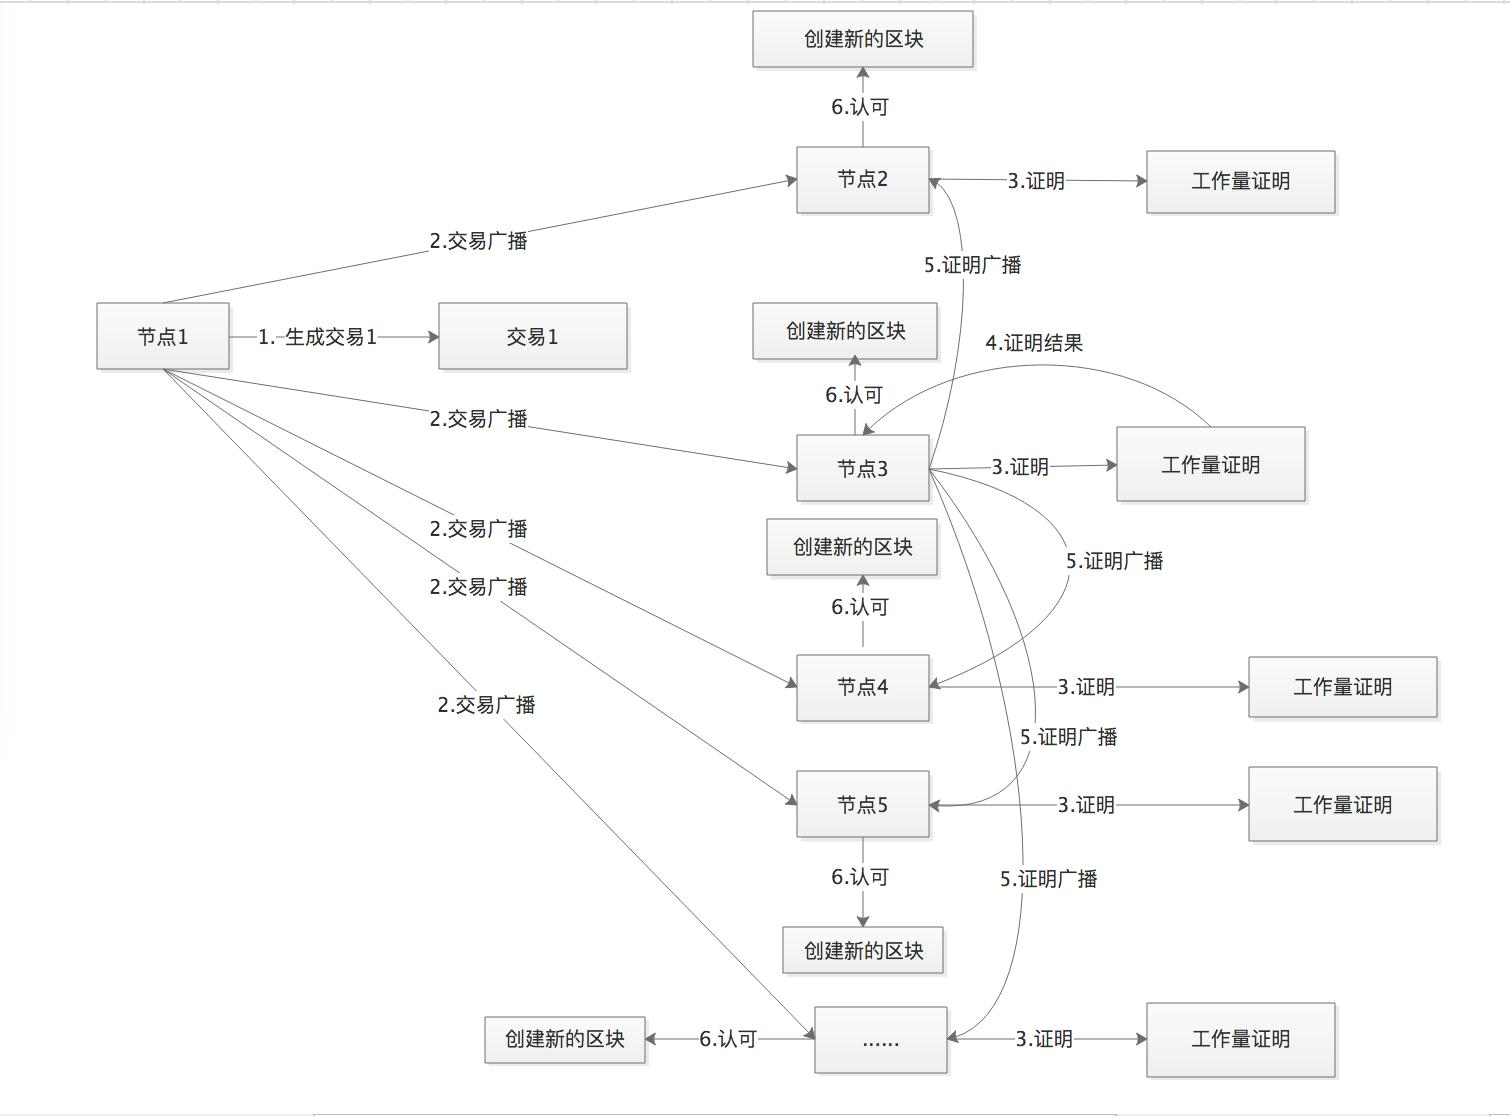 创建新的区块
6.认可
节点2
3.证明
工作量证明
2.交易广播
5.证明广播
节点1
1. 生成交易1
交易1
创建新的区块
4.证明结果
6.认可
2.交易广播
节点3
3.证明
工作量证明
2.交易广播
创建新的区块
5.证明广播
2.交易广播
6.认可
节点4
3.证明
工作量证明
2.交易广播
5.证明广播
节点5
3.证明
工作量证明
6.认可
5.证明广播
创建新的区块
创建新的区块
6.认可
......
3.证明
工作量证明